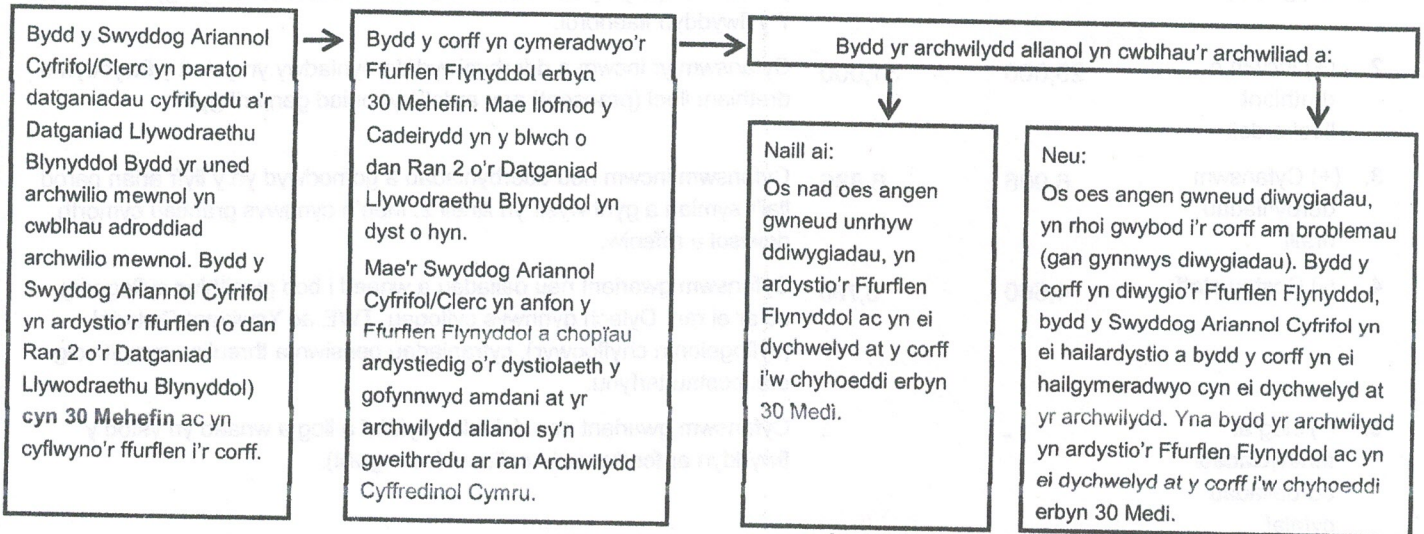 Bydd y Swyddog Ariannol
Cyfrifol/Clerc yn paratoi
datganiadau cyfrifyddu a'r
Datganiad Llywodraethu
Blynyddol Bydd yr uned
archwilio mewnol yn
cwblhau adroddiad
archwilio mewnol. Bydd y
Swyddog Ariannol Cyfrifol
yn ardystio'r ffurflen (o dan
Ran 2 o'r Datganiad
Llywodraethu Blynyddol)
cyn 30 Mehefin ac yn
cyflwyno'r ffurflen i'r corff.
Bydd y corff yn cymeradwyo'r
Ffurflen Flynyddol erbyn
30 Mehefin. Mae llofnod y
Cadeirydd yn y blwch o
dan Ran 2 o'r Datganiad
Llywodraethu Blynyddol yn
dyst o hyn.
Mae'r Swyddog Ariannol
Cyfrifol/Clerc yn anfon y
Ffurflen Flynyddol a chopïau
ardystiedig o'r dystiolaeth y
gofynnwyd amdani at yr
archwilydd allanol sy'n
gweithredu ar ran Archwilydd
Cyffredinol Cymru.
Bydd yr archwilydd allanol yn cwblhau'r archwiliad a:
Naill ai:
Os nad oes angen
gwneud unrhyw
ddiwygiadau, yn
ardystio'r Ffurflen
Flynyddol ac yn ei
dychwelyd at y corff
i'w chyhoeddi erbyn
30 Medi.
Neu:
Os oes angen gwneud diwygiadau,
yn rhoi gwybod i'r corff am broblemau
(gan gynnwys diwygiadau). Bydd y
corff yn diwygio'r Ffurflen Flynyddol,
bydd y Swyddog Ariannol Cyfrifol yn
ei hailardystio a bydd y corff yn ei
hailgymeradwyo cyn ei dychwelyd at
yr archwilydd. Yna bydd yr archwilydd
yn ardystio'r Ffurflen Flynyddol ac yn
ei dychwelyd at y corff i'w chyhoeddi
erbyn 30 Medi.